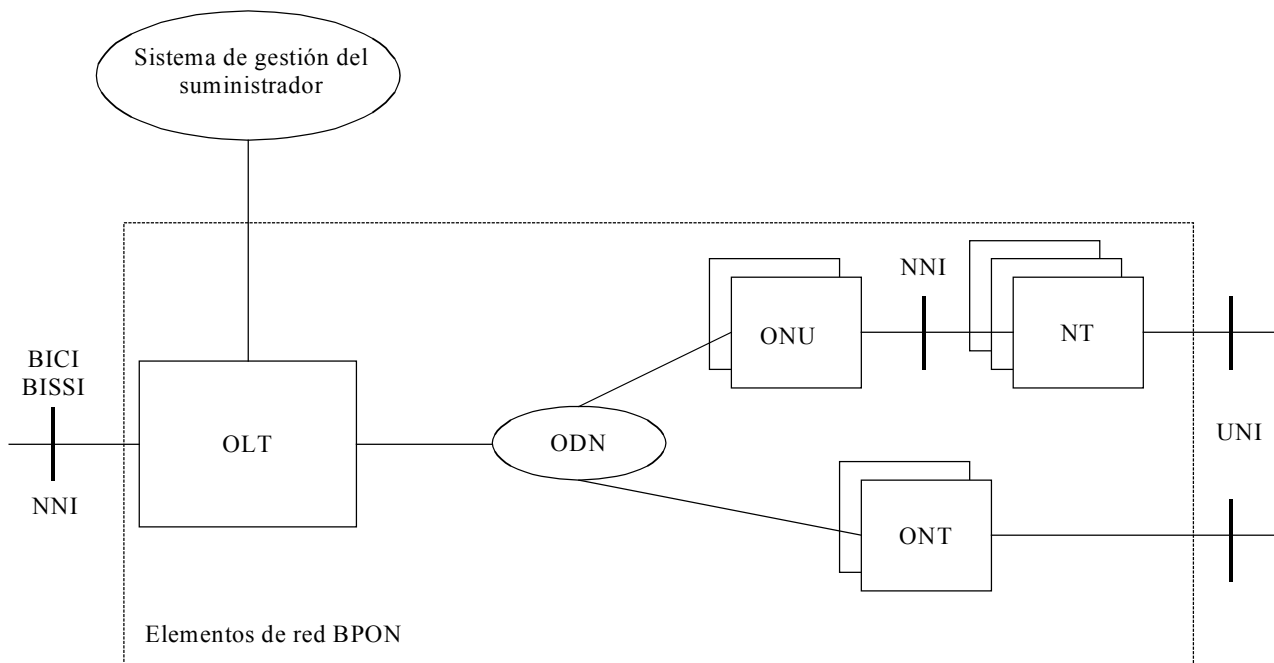 Sistema de gestión del
suministrador
BICI
BISSI
NNI
OLT
ODN
ONU
NNI
NT
UNI
ONT
Elementos de red BPON